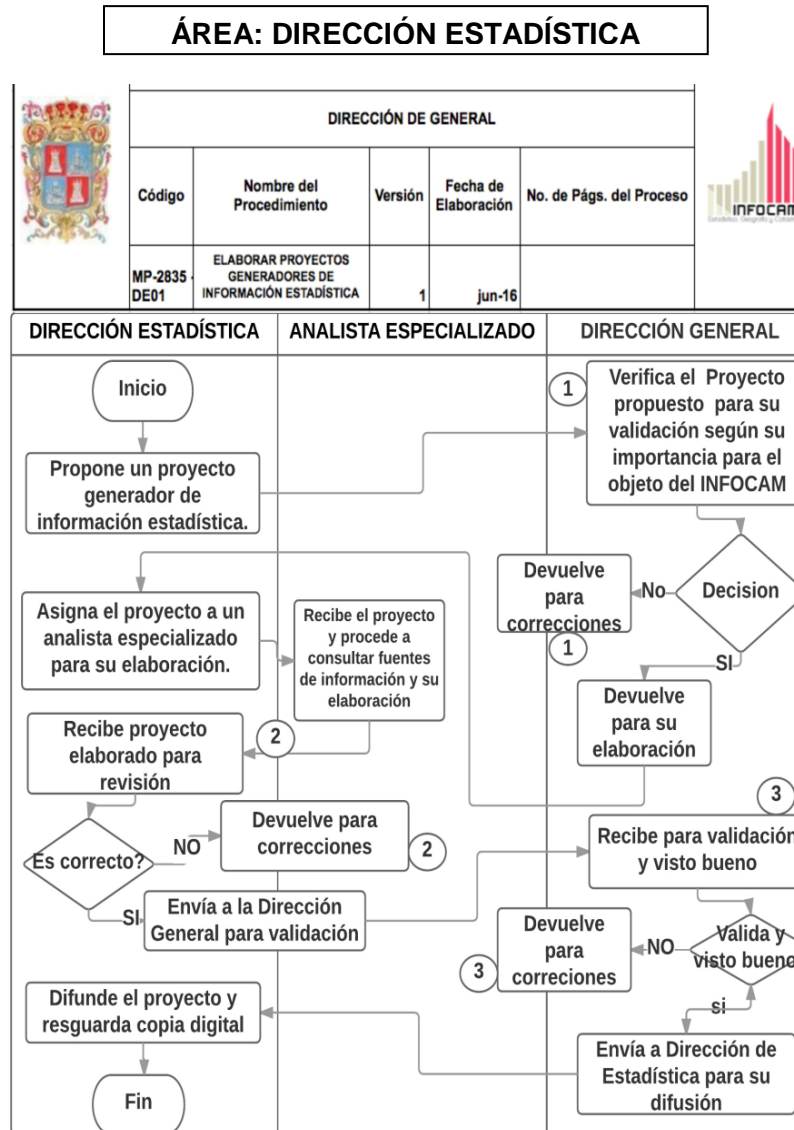 ÁREA: DIRECCIÓN ESTADÍSTICA
DIRECCIÓN DE GENERAL
Código
Nombre del
Procedimiento
Versión
Fecha de
Elaboración
No. de Págs. del Proceso
INFOCAM
MP-2835 -
DE01
ELABORAR PROYECTOS
GENERADORES DE
INFORMACIÓN ESTADÍSTICA
1
jun-16
DIRECCIÓN ESTADÍSTICA
ANALISTA ESPECIALIZADO
DIRECCIÓN GENERAL
Inicio
1
Verifica el Proyecto
propuesto para su
validación según su
importancia para el
objeto del INFOCAM
Propone un proyecto
generador de
información estadística.
Decision
No
Devuelve
para
correcciones
1
SI
Devuelve
para su
elaboración
Asigna el proyecto a un
analista especializado
para su elaboración.
Recibe el proyecto
y procede a
consultar fuentes
de información y su
elaboración
2
Recibe proyecto
elaborado para
revisión
Es correcto?
NO
Devuelve para
correcciones
2
SI
Envía a la Dirección
General para validación
3
Recibe para validación
y visto bueno
Valida y
visto bueno
NO
Devuelve
para
correciones
3
si
Envía a Dirección de
Estadística para su
difusión
Difunde el proyecto y
resguarda copia digital
Fin